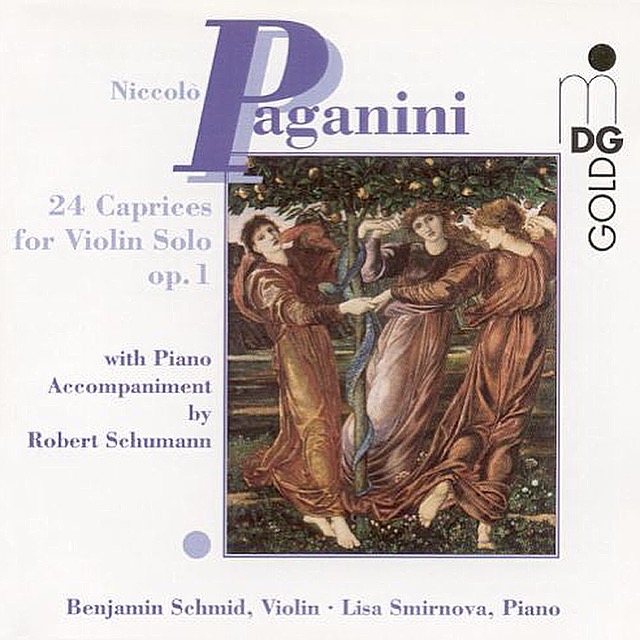 Niccolò
Paganini
24 Caprices
for Violin Solo
op. 1
with Piano
Accompaniment
by
Robert Schumann
mDG
GOLD
Benjamin Schmid, Violin · Lisa Smirnova, Piano